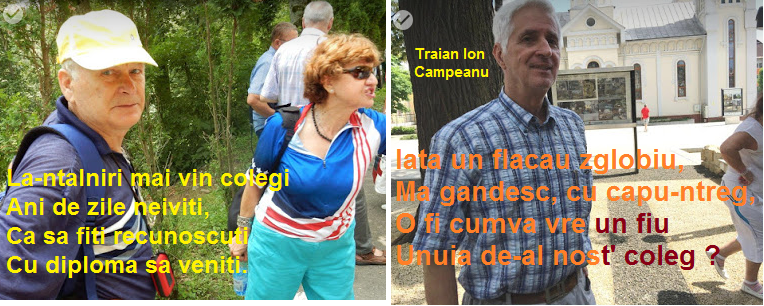 La-ntalniri mai vin colegi
Ani de zile neiviti,
Ca sa fiti recunoscuti
Cu diploma sa veniti.
Traian Ion
Campeanu
Iata un flacau zglobiu,
Ma gandesc, cu capu-ntreg,
O fi cumva vre un fiu
Unuia de-al nost' coleg ?